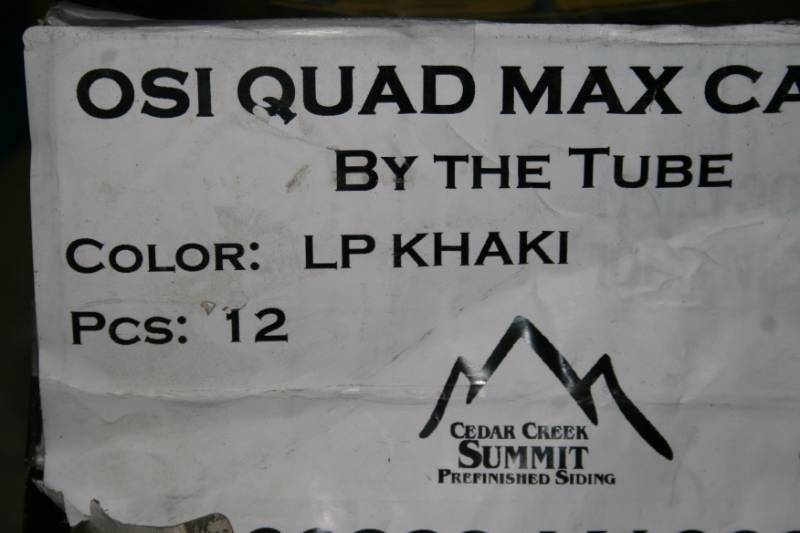 OSI QUAD MAX CA
BY THE TUBE
COLOR: LP KHAKI
PCS: 12
CEDAR CREEK
SUMMIT
PREFINISHED SIDING